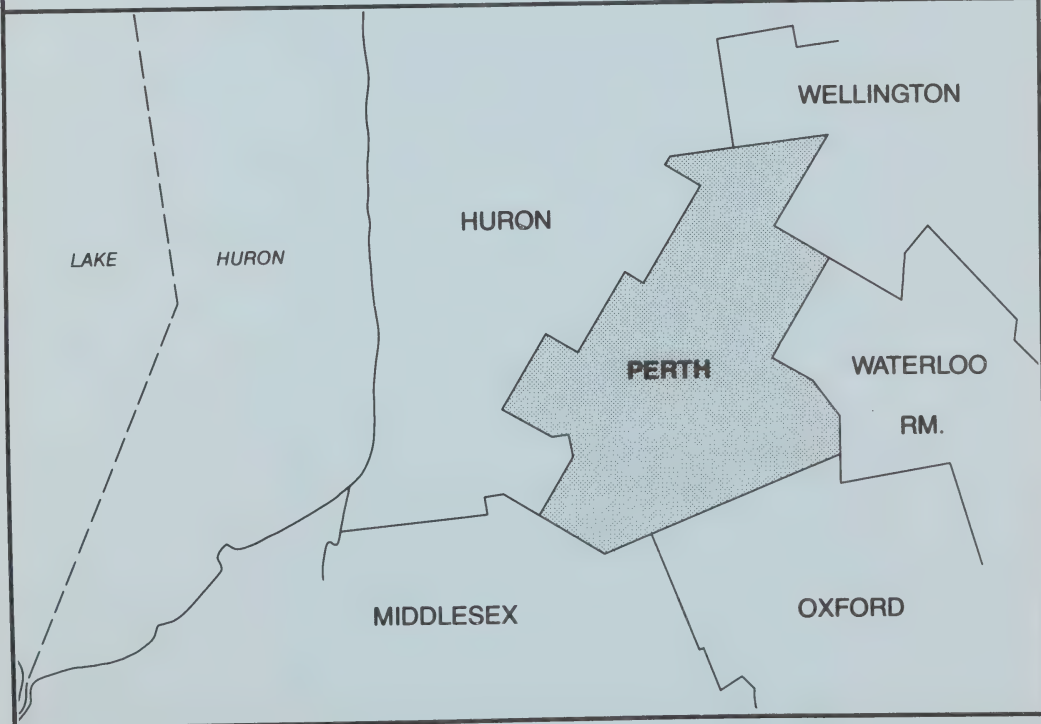 WELLINGTON
HURON
LAKE HURON
PERTH
WATERLOO
RM.
OXFORD
MIDDLESEX